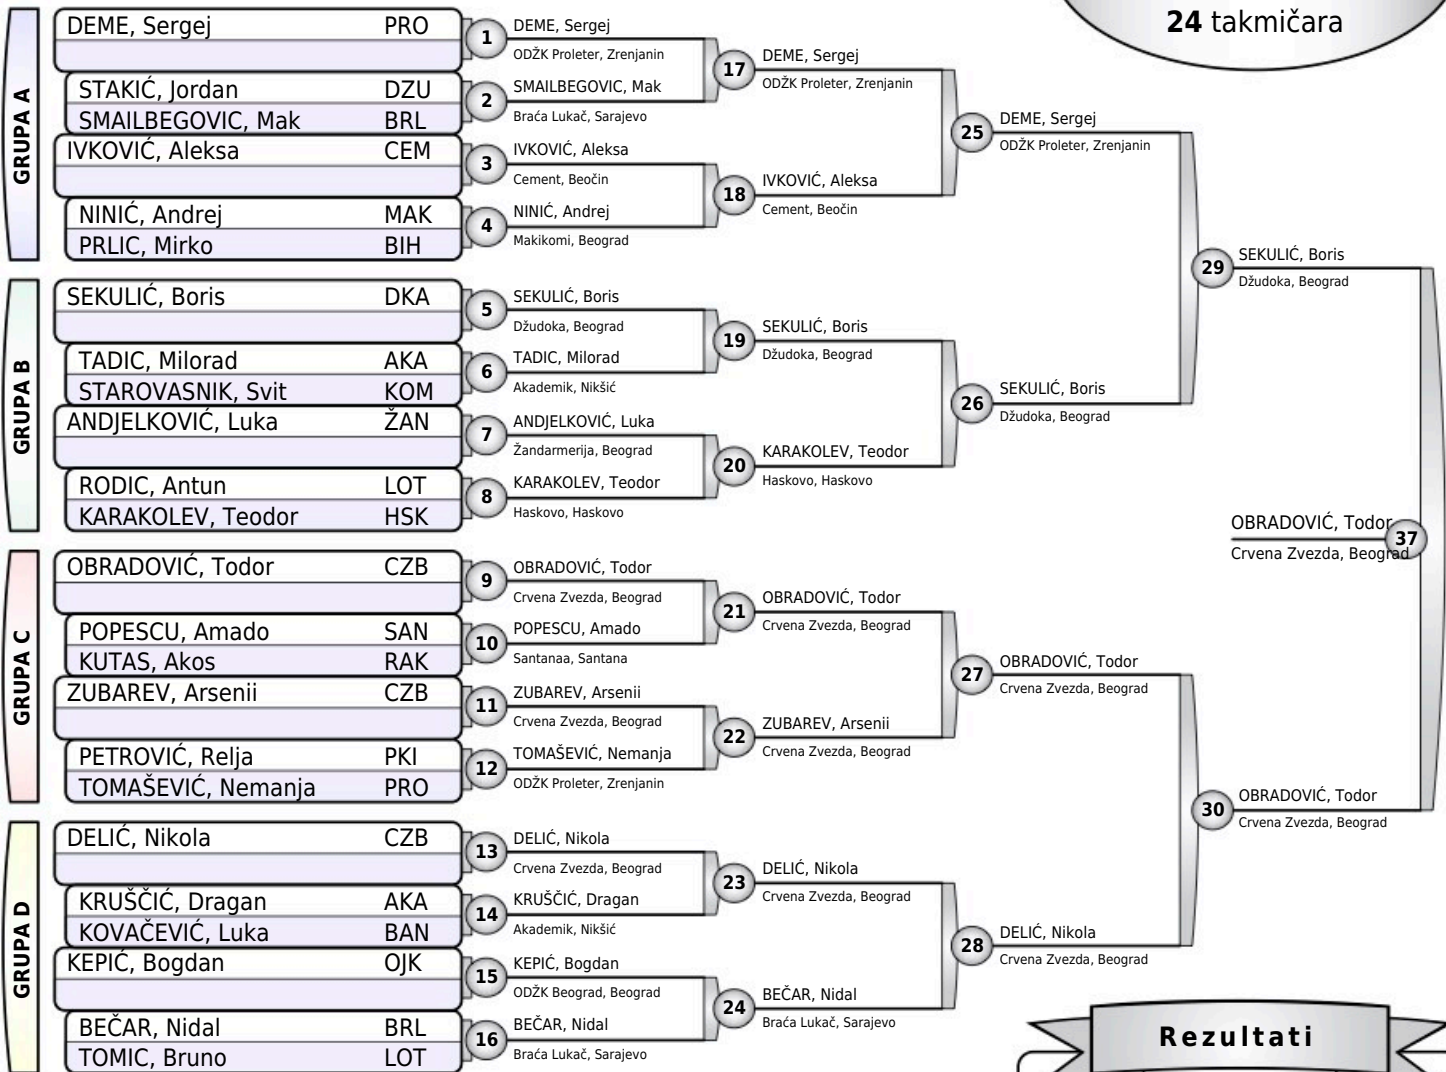 24 takmičara
GRUPA A
DEME, Sergej PRO
STAKIĆ, Jordan DZU
SMAILBEGOVIC, Mak BRL
IVKOVIĆ, Aleksa CEM
NINIĆ, Andrej MAK
PRLIC, Mirko BIH
GRUPA B
SEKULIĆ, Boris DKA
TADIC, Milorad AKA
STAROVASNIK, Svit KOM
ANDJELKOVIĆ, Luka ŽAN
RODIC, Antun LOT
KARAKOLEV, Teodor HSK
GRUPA C
OBRADOVIĆ, Todor CZB
POPESCU, Amado SAN
KUTAS, Akos RAK
ZUBAREV, Arsenii CZB
PETROVIĆ, Relja PKI
TOMAŠEVIĆ, Nemanja PRO
GRUPA D
DELIĆ, Nikola CZB
KRUŠČIĆ, Dragan AKA
KOVAČEVIĆ, Luka BAN
KEPIĆ, Bogdan OJK
BEČAR, Nidal BRL
TOMIC, Bruno LOT
1 DEME, Sergej
ODŽK Proleter, Zrenjanin
2 SMAILBEGOVIC, Mak
Braća Lukač, Sarajevo
3 IVKOVIĆ, Aleksa
Cement, Beočin
4 NINIĆ, Andrej
Makikomi, Beograd
5 SEKULIĆ, Boris
Džudoka, Beograd
6 TADIC, Milorad
Akademik, Nikšić
7 ANDJELKOVIĆ, Luka
Žandarmerija, Beograd
8 KARAKOLEV, Teodor
Haskovo, Haskovo
9 OBRADOVIĆ, Todor
Crvena Zvezda, Beograd
10 POPESCU, Amado
Santanaa, Santana
11 ZUBAREV, Arsenii
Crvena Zvezda, Beograd
12 TOMAŠEVIĆ, Nemanja
ODŽK Proleter, Zrenjanin
13 DELIĆ, Nikola
Crvena Zvezda, Beograd
14 KRUŠČIĆ, Dragan
Akademik, Nikšić
15 KEPIĆ, Bogdan
ODŽK Beograd, Beograd
16 BEČAR, Nidal
Braća Lukač, Sarajevo
17 DEME, Sergej
ODŽK Proleter, Zrenjanin
18 IVKOVIĆ, Aleksa
Cement, Beočin
19 SEKULIĆ, Boris
Džudoka, Beograd
20 KARAKOLEV, Teodor
Haskovo, Haskovo
21 OBRADOVIĆ, Todor
Crvena Zvezda, Beograd
22 ZUBAREV, Arsenii
Crvena Zvezda, Beograd
23 DELIĆ, Nikola
Crvena Zvezda, Beograd
24 BEČAR, Nidal
Braća Lukač, Sarajevo
25 DEME, Sergej
ODŽK Proleter, Zrenjanin
26 SEKULIĆ, Boris
Džudoka, Beograd
27 OBRADOVIĆ, Todor
Crvena Zvezda, Beograd
28 DELIĆ, Nikola
Crvena Zvezda, Beograd
29 SEKULIĆ, Boris
Džudoka, Beograd
30 OBRADOVIĆ, Todor
Crvena Zvezda, Beograd
OBRADOVIĆ, Todor 37
Crvena Zvezda, Beograd
Rezultati